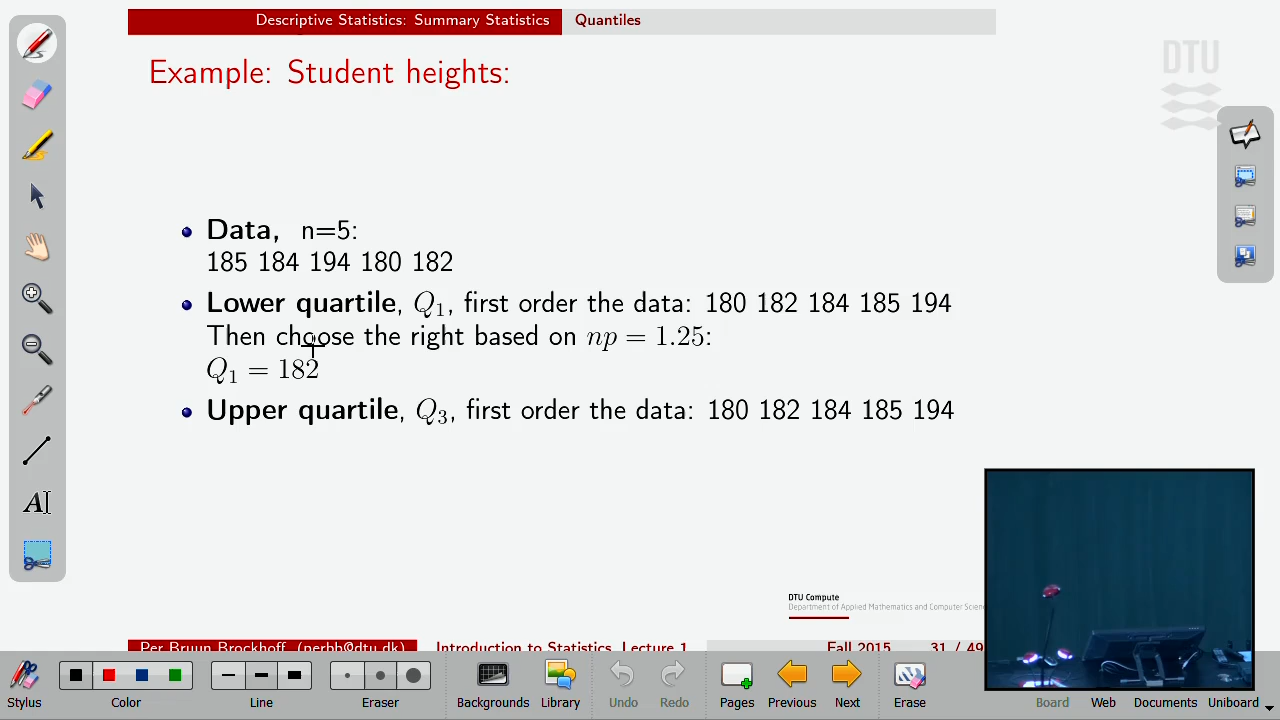 Descriptive Statistics: Summary Statistics Quantiles
DTU
Example: Student heights:
Data, n=5:
185 184 194 180 182
Lower quartile, Q1, first order the data: 180 182 184 185 194
Then choose the right based on np = 1.25:
Q1 = 182
Upper quartile, Q3, first order the data: 180 182 184 185 194
A
DTU Compute
Department of Applied Mathematics and Computer Scienc
Per Bruun Brockhoff (perbb@dtu.dk) Introduction to Statistics, Lecture 1 Fall 2015 31 / 49
Stylus Color Line Eraser Backgrounds Library Undo Redo Pages Previous Next Erase Board Web Documents Uniboard